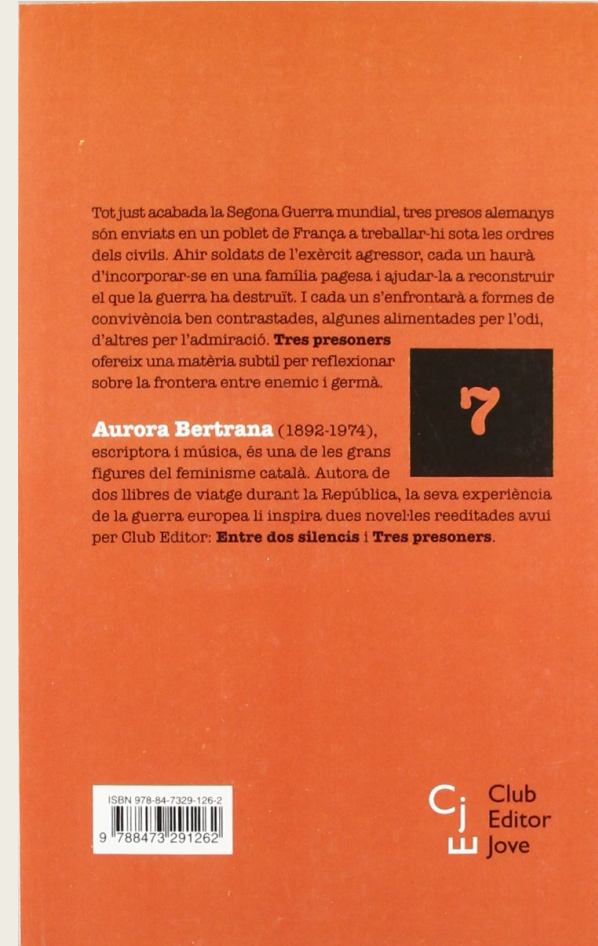 Tot just acabada la Segona Guerra mundial, tres presos alemanys
són enviats en un poblet de França a treballar-hi sota les ordres
dels civils. Ahir soldats de l'exèrcit agressor, cada un haurà
d'incorporar-se en una família pagesa i ajudar-la a reconstruir
el que la guerra ha destruït. I cada un s'enfrontarà a formes de
convivència ben contrastades, algunes alimentades per l'odi,
d'altres per l'admiració. Tres presoners
ofereix una matèria subtil per reflexionar
sobre la frontera entre enemic i germà.
7
Aurora Bertrana (1892-1974),
escriptora i música, és una de les grans
figures del feminisme català. Autora de
dos llibres de viatge durant la República, la seva experiència
de la guerra europea li inspira dues novel·les reeditades avui
per Club Editor: Entre dos silencis i Tres presoners.
ISBN 978-84-7329-126-2
9 788473 291262
CjE
Club
Editor
Jove